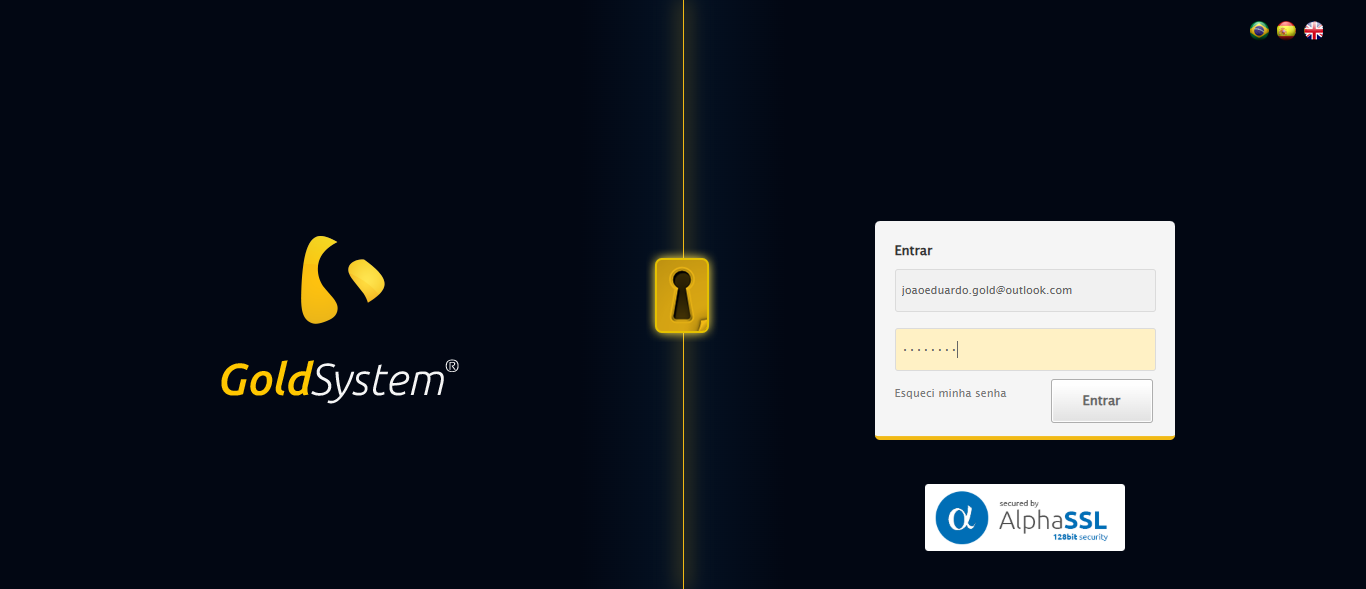 GoldSystem®
Entrar
joaoeduardo.gold@outlook.com
••••••••
Esqueci minha senha
Entrar
α
secured by
AlphaSSL
128bit security